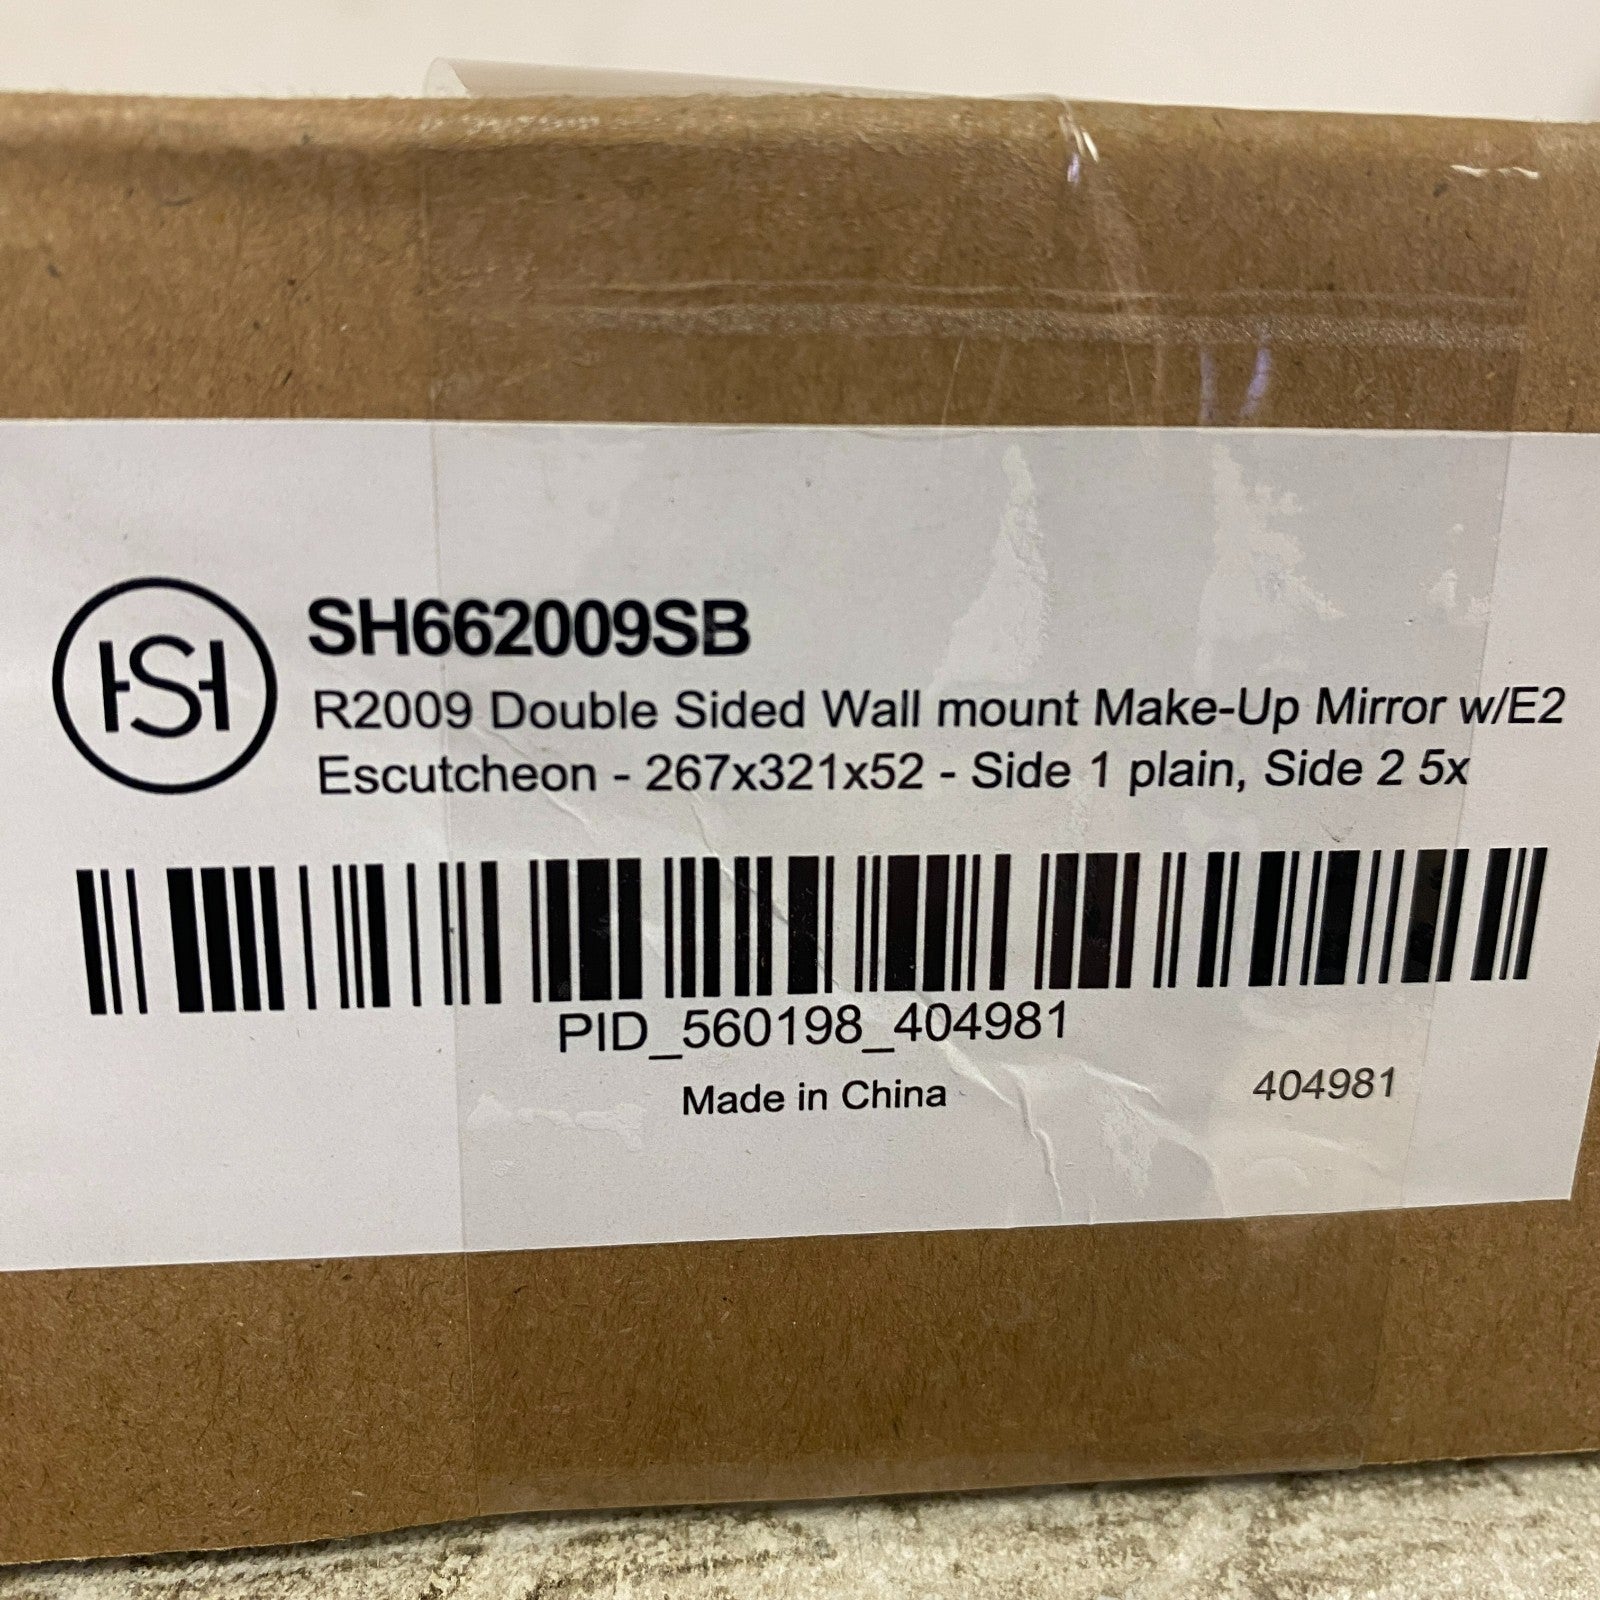 HSH
SH662009SB
R2009 Double Sided Wall mount Make-Up Mirror w/E2
Escutcheon - 267x321x52 - Side 1 plain, Side 2 5x
PID_560198_404981
Made in China
404981